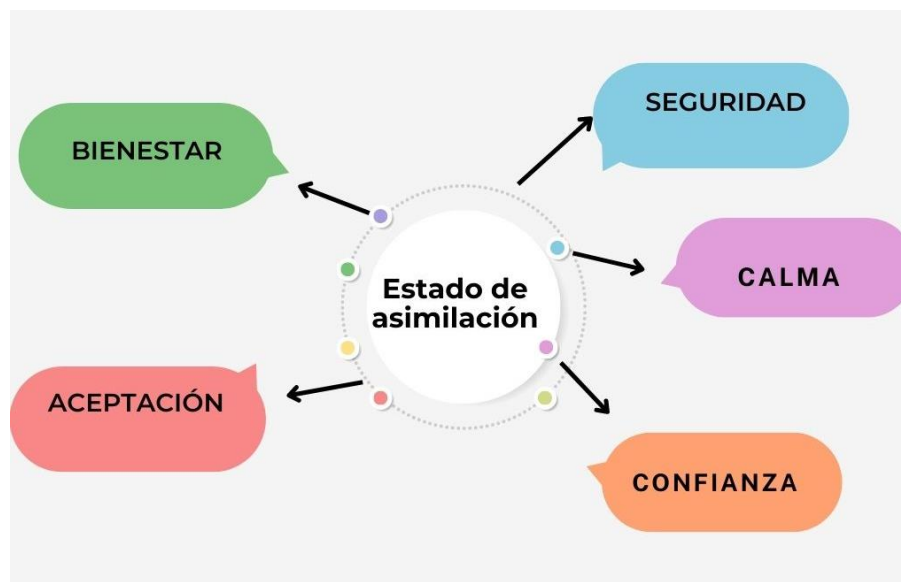 BIENESTAR
SEGURIDAD
CALMA
Estado de
asimilación
ACEPTACIÓN
CONFIANZA